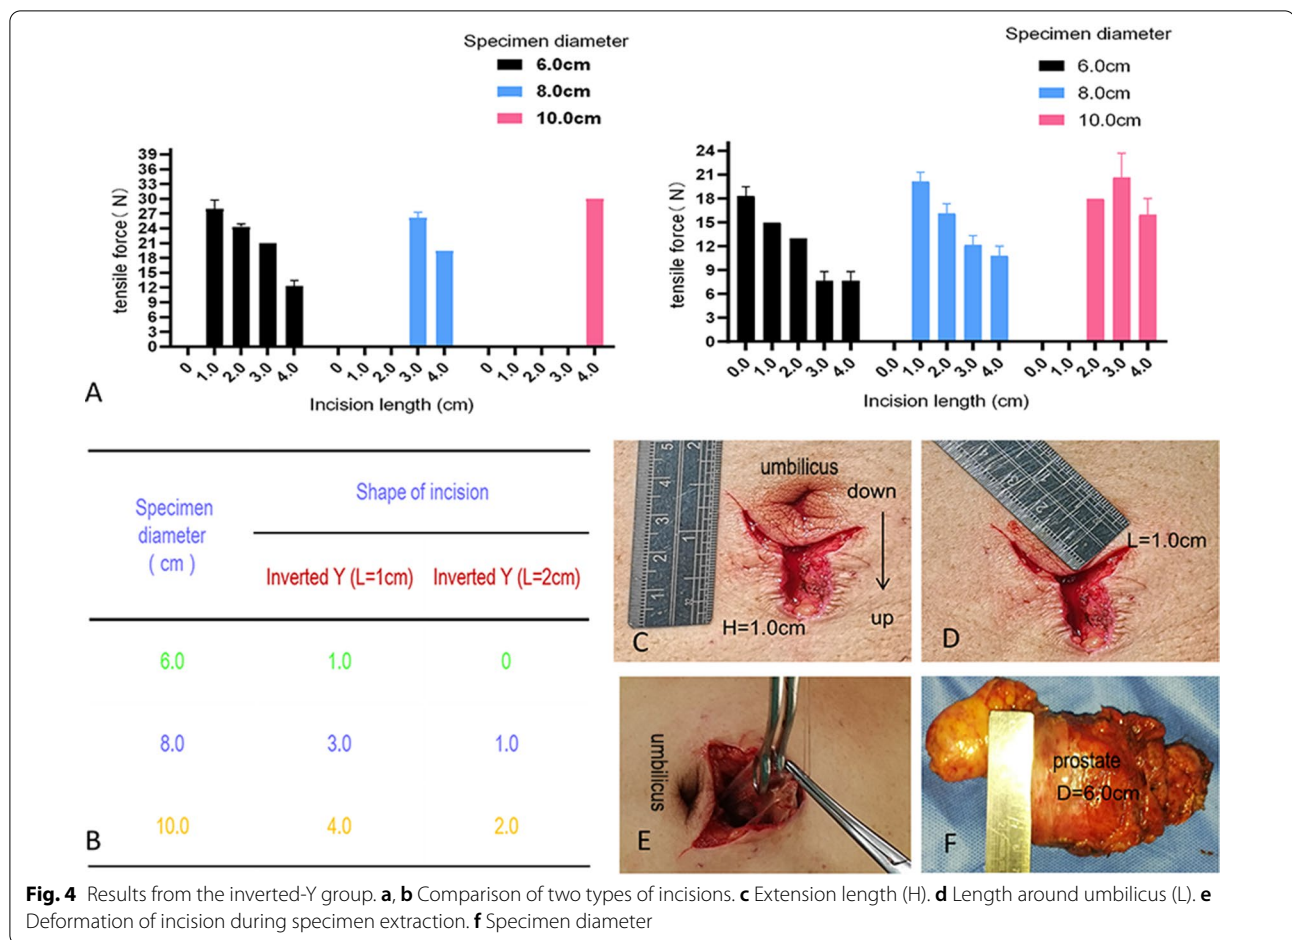 Specimen diameter
6.0cm
8.0cm
10.0cm
tensile force( N)
39
36
33
30
27
24
21
18
15
12
9
6
3
0
0 1.0 2.0 3.0 4.0 0 1.0 2.0 3.0 4.0 0 1.0 2.0 3.0 4.0
Incision length (cm)
A
Specimen diameter
6.0cm
8.0cm
10.0cm
tensile force( N)
24
21
18
15
12
9
6
3
0
0.0 1.0 2.0 3.0 4.0 0.0 1.0 2.0 3.0 4.0 0.0 1.0 2.0 3.0 4.0
Incision length (cm)
Specimen
diameter
( cm )
Shape of incision
Inverted Y (L=1cm) Inverted Y (L=2cm)
6.0 1.0 0
8.0 3.0 1.0
10.0 4.0 2.0
B
umbilicus
down
up
H=1.0cm
C
L=1.0cm
D
umbilicus
E
prostate
D=6.0cm
F
Fig. 4 Results from the inverted-Y group. a, b Comparison of two types of incisions. c Extension length (H). d Length around umbilicus (L). e
Deformation of incision during specimen extraction. f Specimen diameter